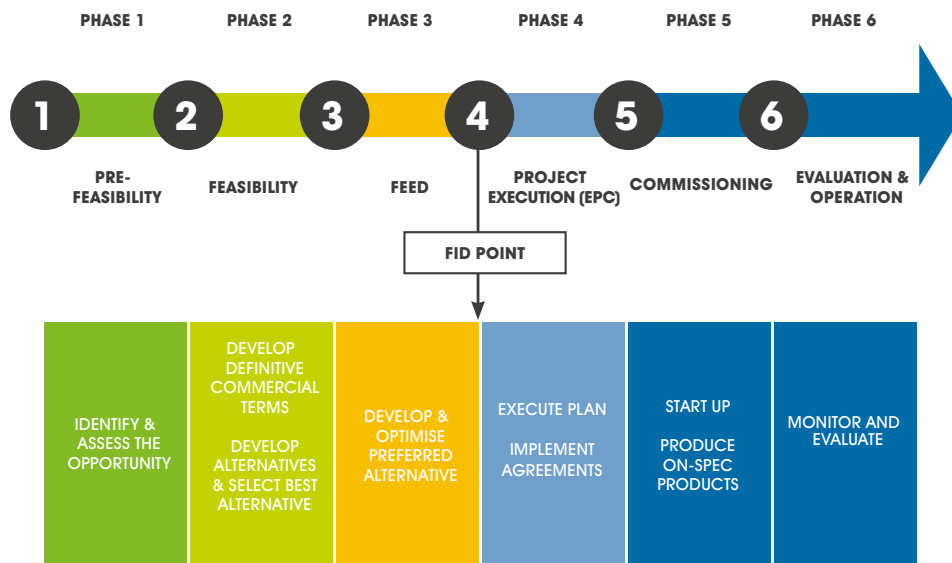 PHASE 1
PHASE 2
PHASE 3
PHASE 4
PHASE 5
PHASE 6
1
2
3
4
5
6
PRE-
FEASIBILITY
FEASIBILITY
FEED
PROJECT
EXECUTION (EPC)
COMMISSIONING
EVALUATION &
OPERATION
FID POINT
IDENTIFY &
ASSESS THE
OPPORTUNITY
DEVELOP
DEFINITIVE
COMMERCIAL
TERMS
DEVELOP
ALTERNATIVES
& SELECT BEST
ALTERNATIVE
DEVELOP &
OPTIMISE
PREFERRED
ALTERNATIVE
EXECUTE PLAN
IMPLEMENT
AGREEMENTS
START UP
PRODUCE
ON-SPEC
PRODUCTS
MONITOR AND
EVALUATE